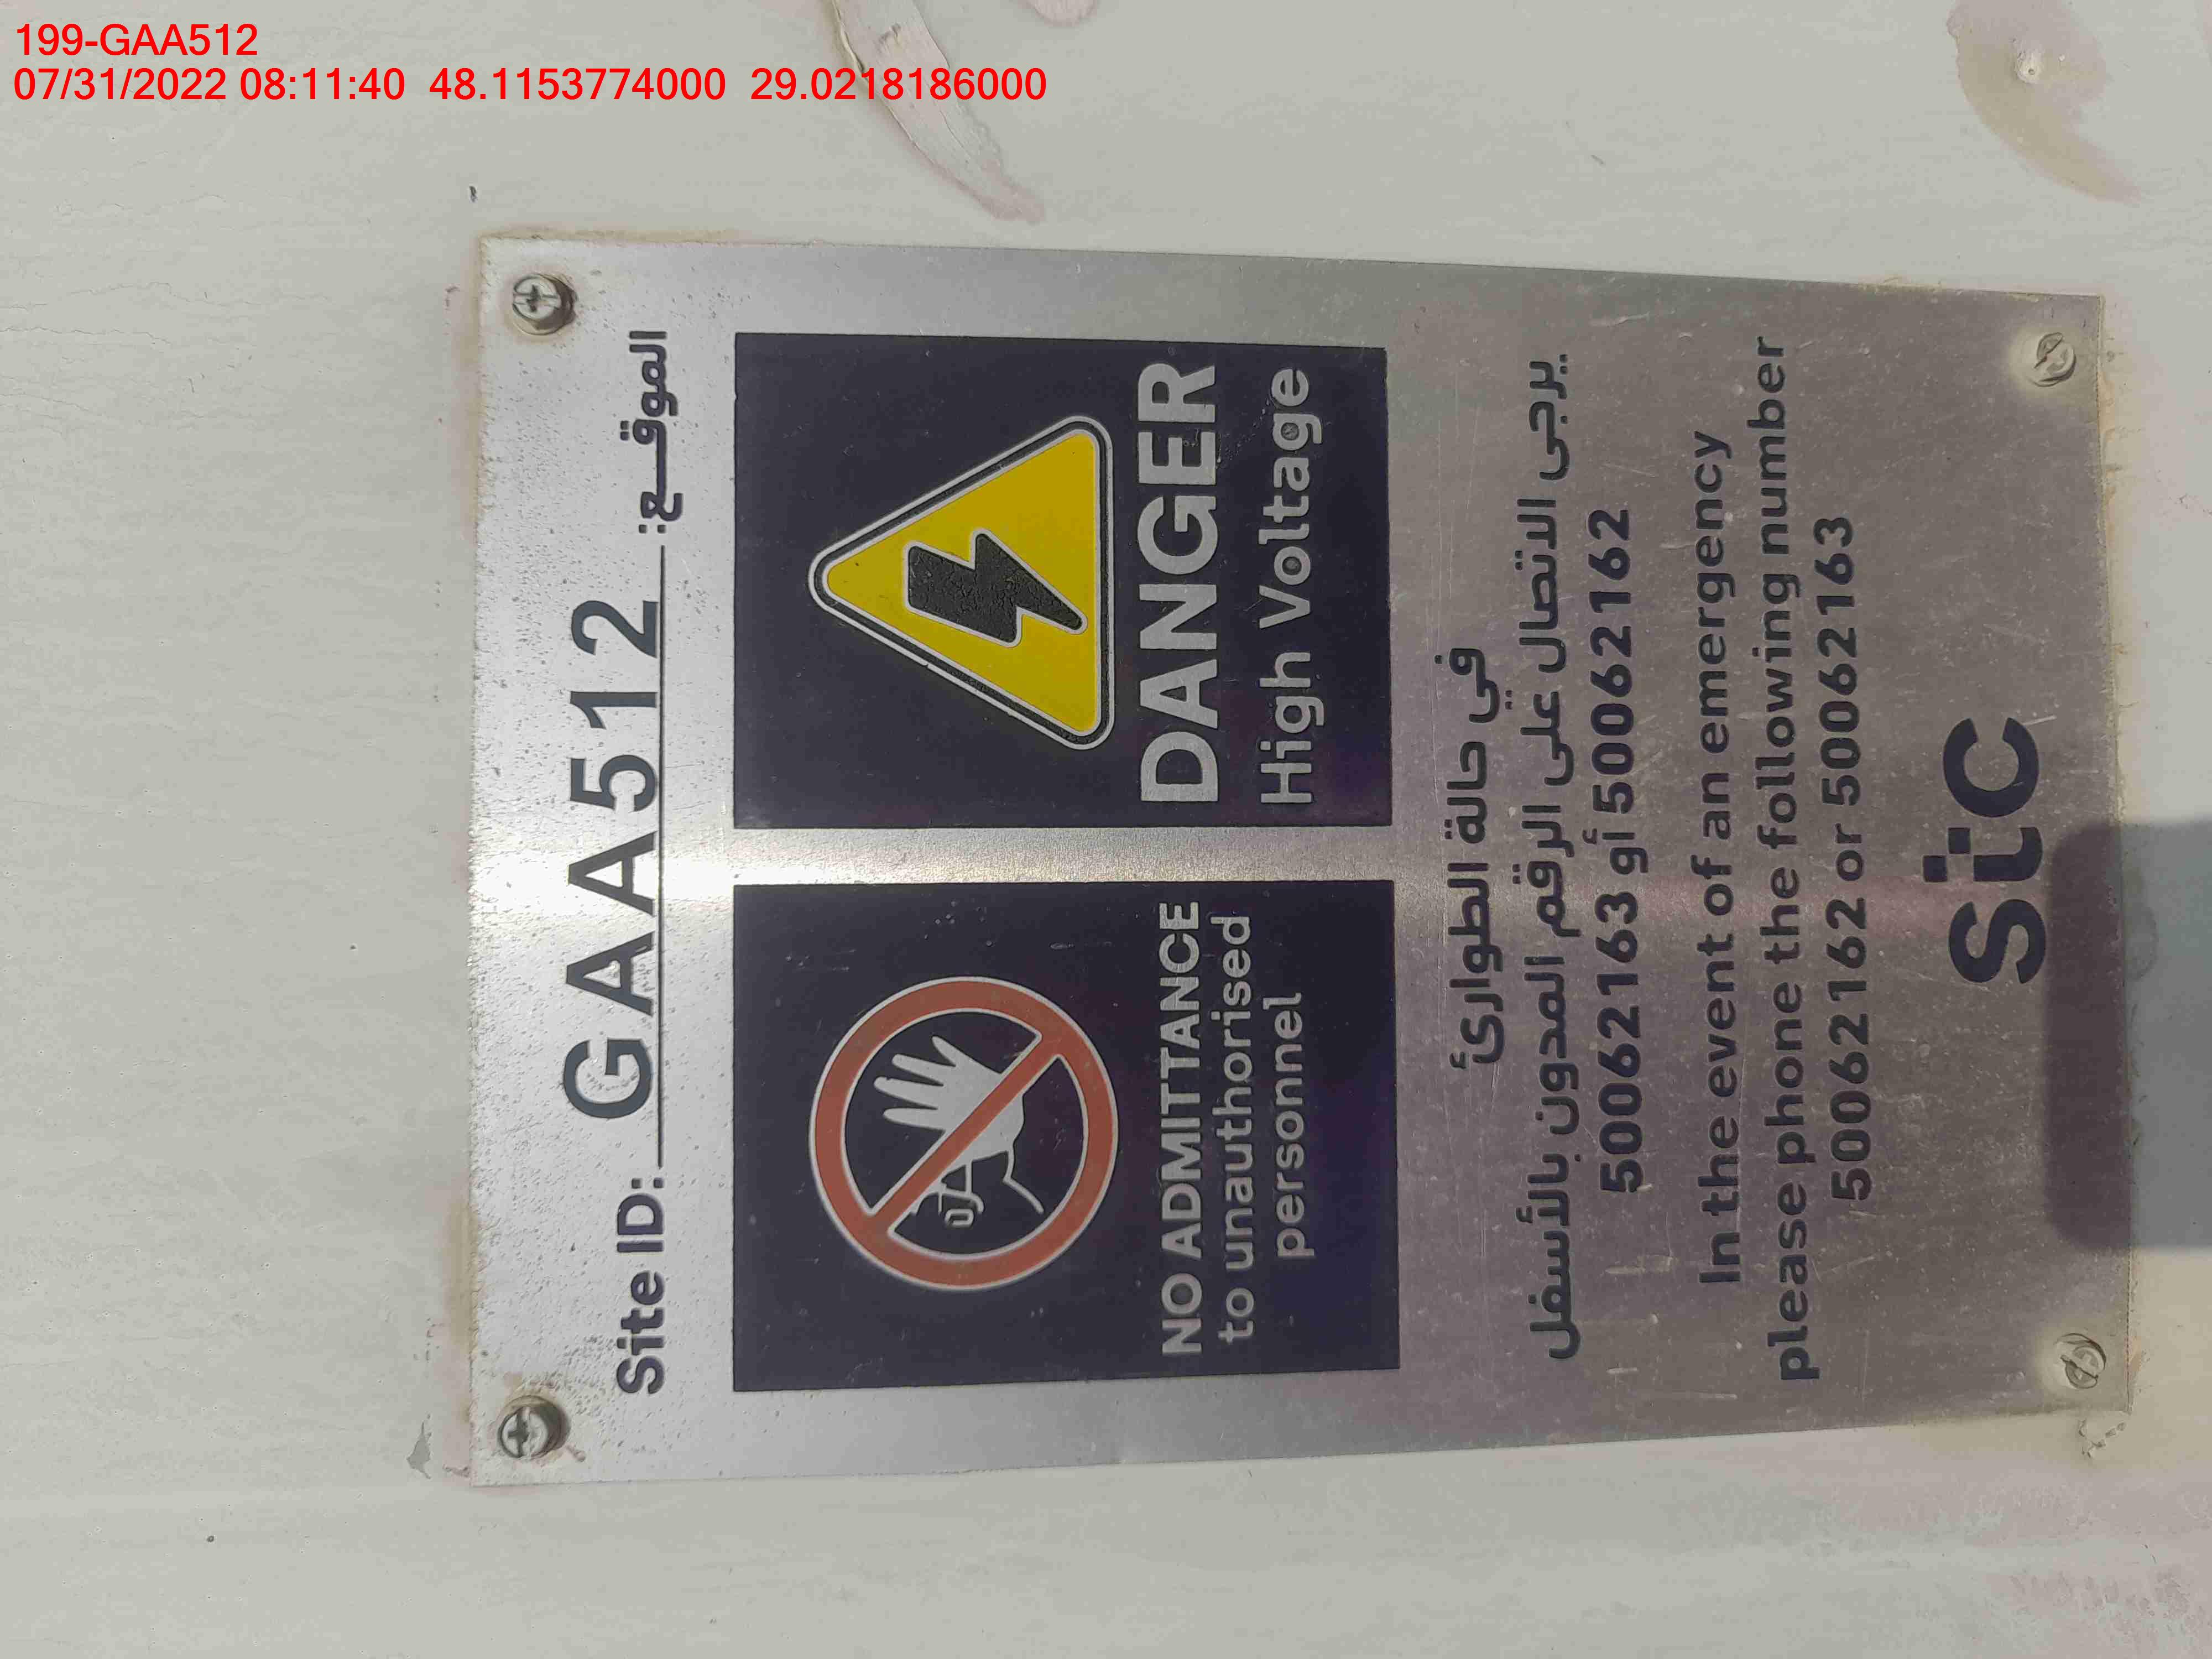 199-GAA512
07/31/2022 08:11:40 48.1153774000 29.0218186000
Site ID: GAA512 الموقـــع:
NO ADMITTANCE
to unauthorised
personnel
DANGER
High Voltage
في حالة الطوارئ
يرجى الاتصال على الرقم المدون بالأسفل
50062163 أو 50062162
In the event of an emergency
please phone the following number
50062162 or 50062163
stc